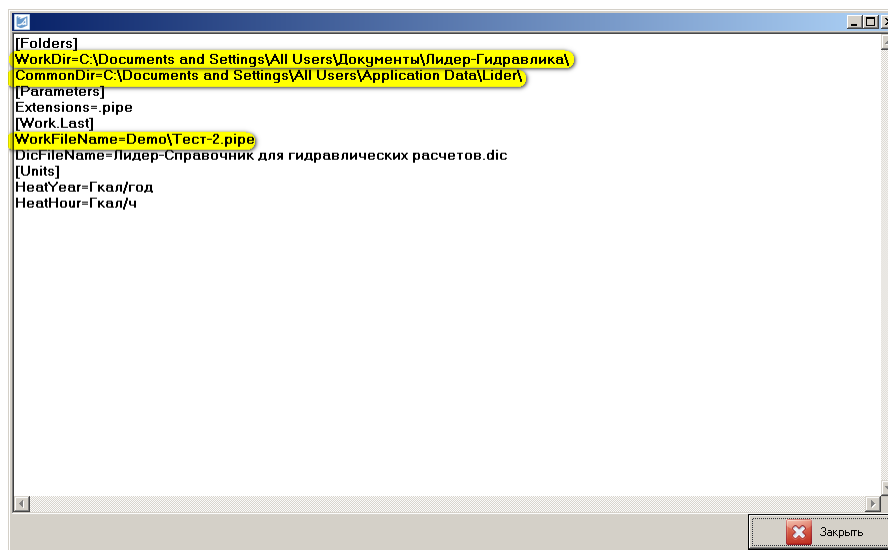 [Folders]
WorkDir=C:\Documents and Settings\All Users\Документы\Лидер-Гидравлика\
CommonDir=C:\Documents and Settings\All Users\Application Data\Lider\
[Parameters]
Extensions=.pipe
[Work.Last]
WorkFileName=Demo\Тест-2.pipe
DicFileName=Лидер-Справочник для гидравлических расчетов.dic
[Units]
HeatYear=Гкал/год
HeatHour=Гкал/ч
Закрыть